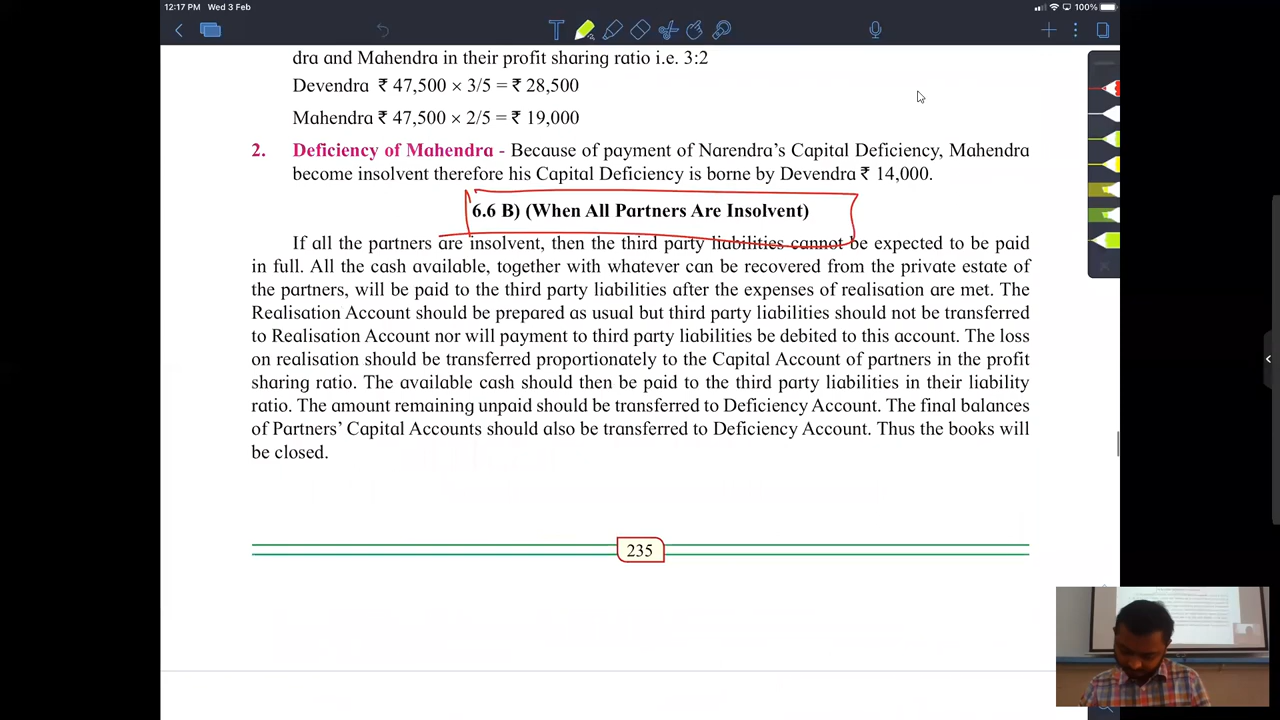 12:17 PM Wed 3 Feb
100%
dra and Mahendra in their profit sharing ratio i.e. 3:2
Devendra ₹ 47,500 × 3/5 = ₹ 28,500
Mahendra ₹ 47,500 × 2/5 = ₹ 19,000
2. Deficiency of Mahendra - Because of payment of Narendra's Capital Deficiency, Mahendra
become insolvent therefore his Capital Deficiency is borne by Devendra ₹ 14,000.
6.6 B) (When All Partners Are Insolvent)
If all the partners are insolvent, then the third party liabilities cannot be expected to be paid
in full. All the cash available, together with whatever can be recovered from the private estate of
the partners, will be paid to the third party liabilities after the expenses of realisation are met. The
Realisation Account should be prepared as usual but third party liabilities should not be transferred
to Realisation Account nor will payment to third party liabilities be debited to this account. The loss
on realisation should be transferred proportionately to the Capital Account of partners in the profit
sharing ratio. The available cash should then be paid to the third party liabilities in their liability
ratio. The amount remaining unpaid should be transferred to Deficiency Account. The final balances
of Partners' Capital Accounts should also be transferred to Deficiency Account. Thus the books will
be closed.
235